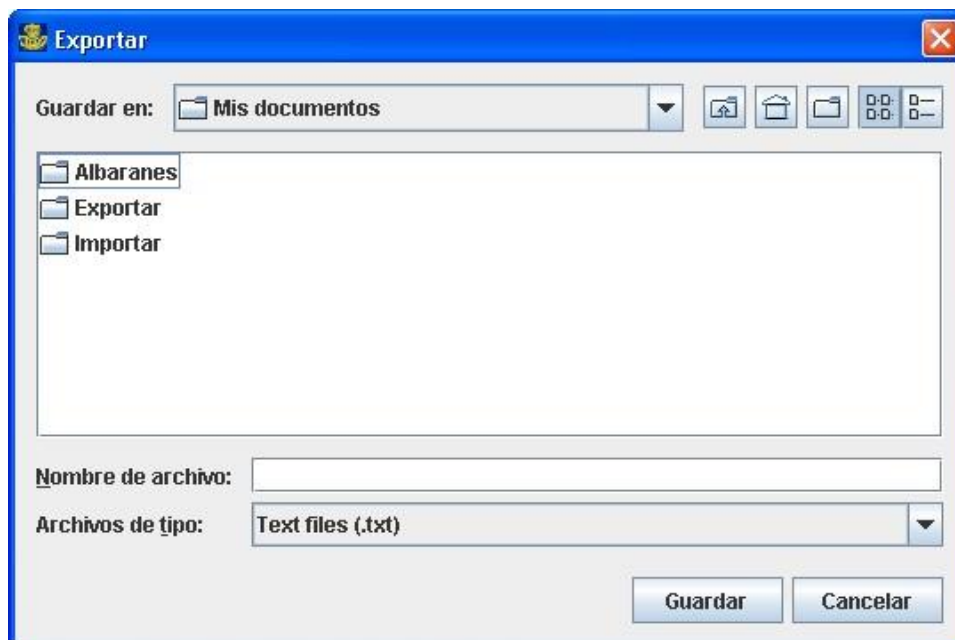 Exportar
Guardar en: Mis documentos
Albaranes
Exportar
Importar
Nombre de archivo:
Archivos de tipo: Text files (.txt)
Guardar Cancelar